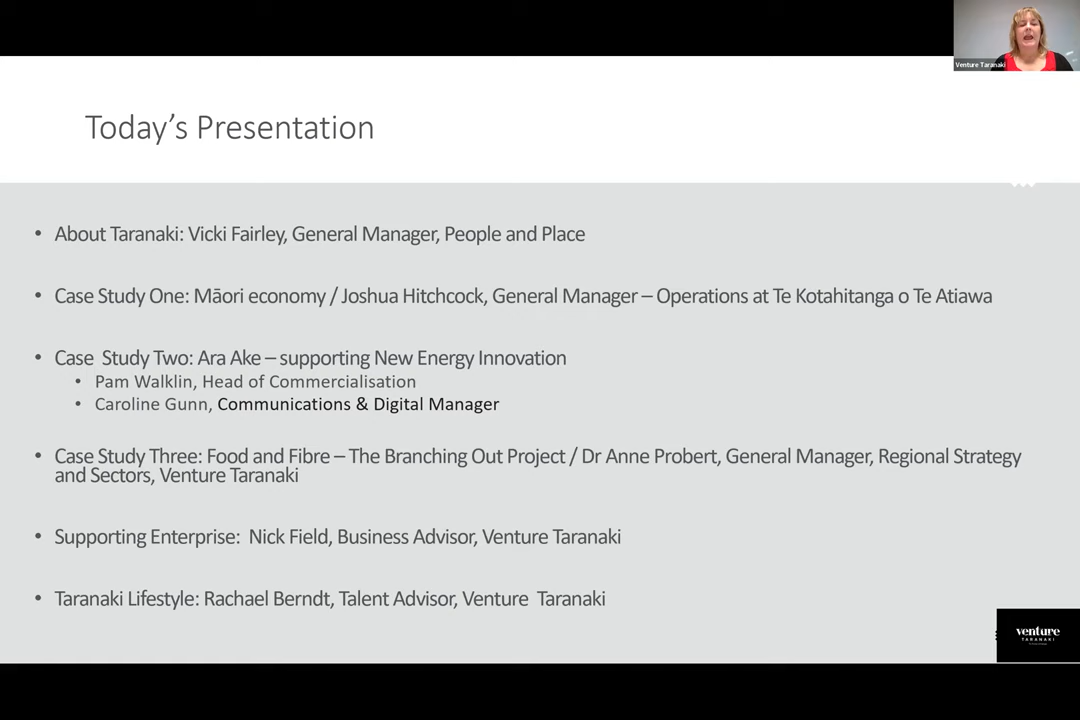 Venture Taranaki
Today's Presentation
• About Taranaki: Vicki Fairley, General Manager, People and Place
• Case Study One: Māori economy / Joshua Hitchcock, General Manager – Operations at Te Kotahitanga o Te Atiawa
• Case Study Two: Ara Ake – supporting New Energy Innovation
• Pam Walklin, Head of Commercialisation
• Caroline Gunn, Communications & Digital Manager
• Case Study Three: Food and Fibre – The Branching Out Project / Dr Anne Probert, General Manager, Regional Strategy
and Sectors, Venture Taranaki
• Supporting Enterprise: Nick Field, Business Advisor, Venture Taranaki
• Taranaki Lifestyle: Rachael Berndt, Talent Advisor, Venture Taranaki
venture
TARANAKI